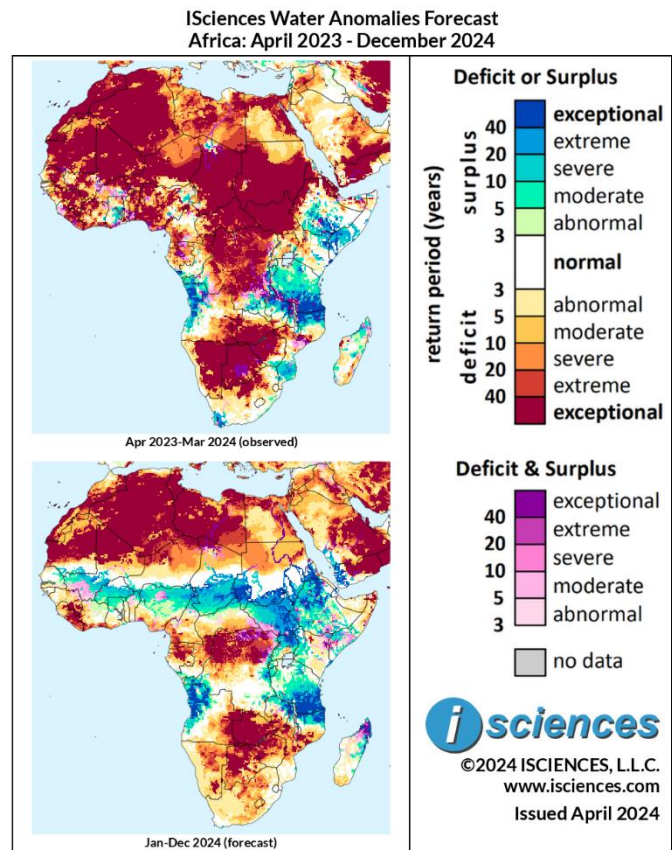 ISciences Water Anomalies Forecast
Africa: April 2023 - December 2024
Apr 2023-Mar 2024 (observed)
Jan-Dec 2024 (forecast)
Deficit or Surplus
return period (years)
surplus
deficit
exceptional
40
extreme
20
severe
10
moderate
5
abnormal
3
normal
3
abnormal
5
moderate
10
severe
20
extreme
40
exceptional
Deficit & Surplus
exceptional
40
extreme
20
severe
10
moderate
5
abnormal
3
no data
i sciences
©2024 ISCIENCES, L.L.C.
www.isciences.com
Issued April 2024